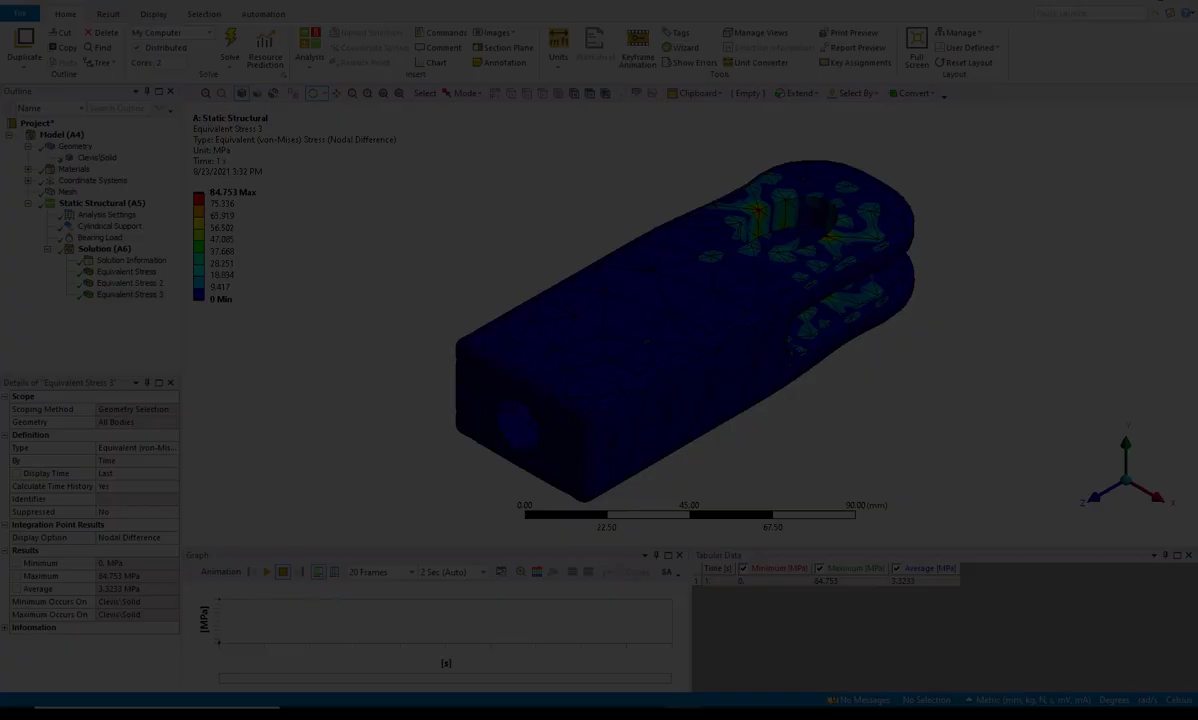 File Home Result Display Selection Automation Quick Launch
Duplicate Cut Delete My Computer Solve Resource Prediction Analysis Named Selection Commands Images Units Worksheet Keyframe Animation Tags Manage Views Print Preview Full Screen Manage
Copy Find Distributed Coordinate System Comment Section Plane Wizard Selection Information Report Preview User Defined
Paste Tree Cores: 2 Remote Point Chart Annotation Show Errors Unit Converter Key Assignments Reset Layout
Outline Solve Insert Tools Layout
Outline
Select Mode Clipboard [ Empty ] Extend Select By Convert
Name Search Outline
Project*
Model (A4)
Geometry
Clevis\Solid
Materials
Coordinate Systems
Mesh
Static Structural (A5)
Analysis Settings
Cylindrical Support
Bearing Load
Solution (A6)
Solution Information
Equivalent Stress
Equivalent Stress 2
Equivalent Stress 3
A: Static Structural
Equivalent Stress 3
Type: Equivalent (von-Mises) Stress (Nodal Difference)
Unit: MPa
Time: 1 s
8/23/2021 3:32 PM
84.753 Max
75.336
65.919
56.502
47.085
37.668
28.251
18.834
9.417
0 Min
0.00 45.00 90.00 (mm)
22.50 67.50
Y
Z X
Details of "Equivalent Stress 3"
Scope
Scoping Method Geometry Selection
Geometry All Bodies
Definition
Type Equivalent (von-Mis...
By Time
Display Time Last
Calculate Time History Yes
Identifier
Suppressed No
Integration Point Results
Display Option Nodal Difference
Results
Minimum 0. MPa
Maximum 84.753 MPa
Average 3.3233 MPa
Minimum Occurs On Clevis\Solid
Maximum Occurs On Clevis\Solid
Information
Graph
Animation 20 Frames 2 Sec (Auto)
[MPa]
[s]
Tabular Data
Time [s] Minimum [MPa] Maximum [MPa] Average [MPa]
1 1. 0. 84.753 3.3233
No Messages No Selection Metric (mm, kg, N, s, mV, mA) Degrees rad/s Celsius